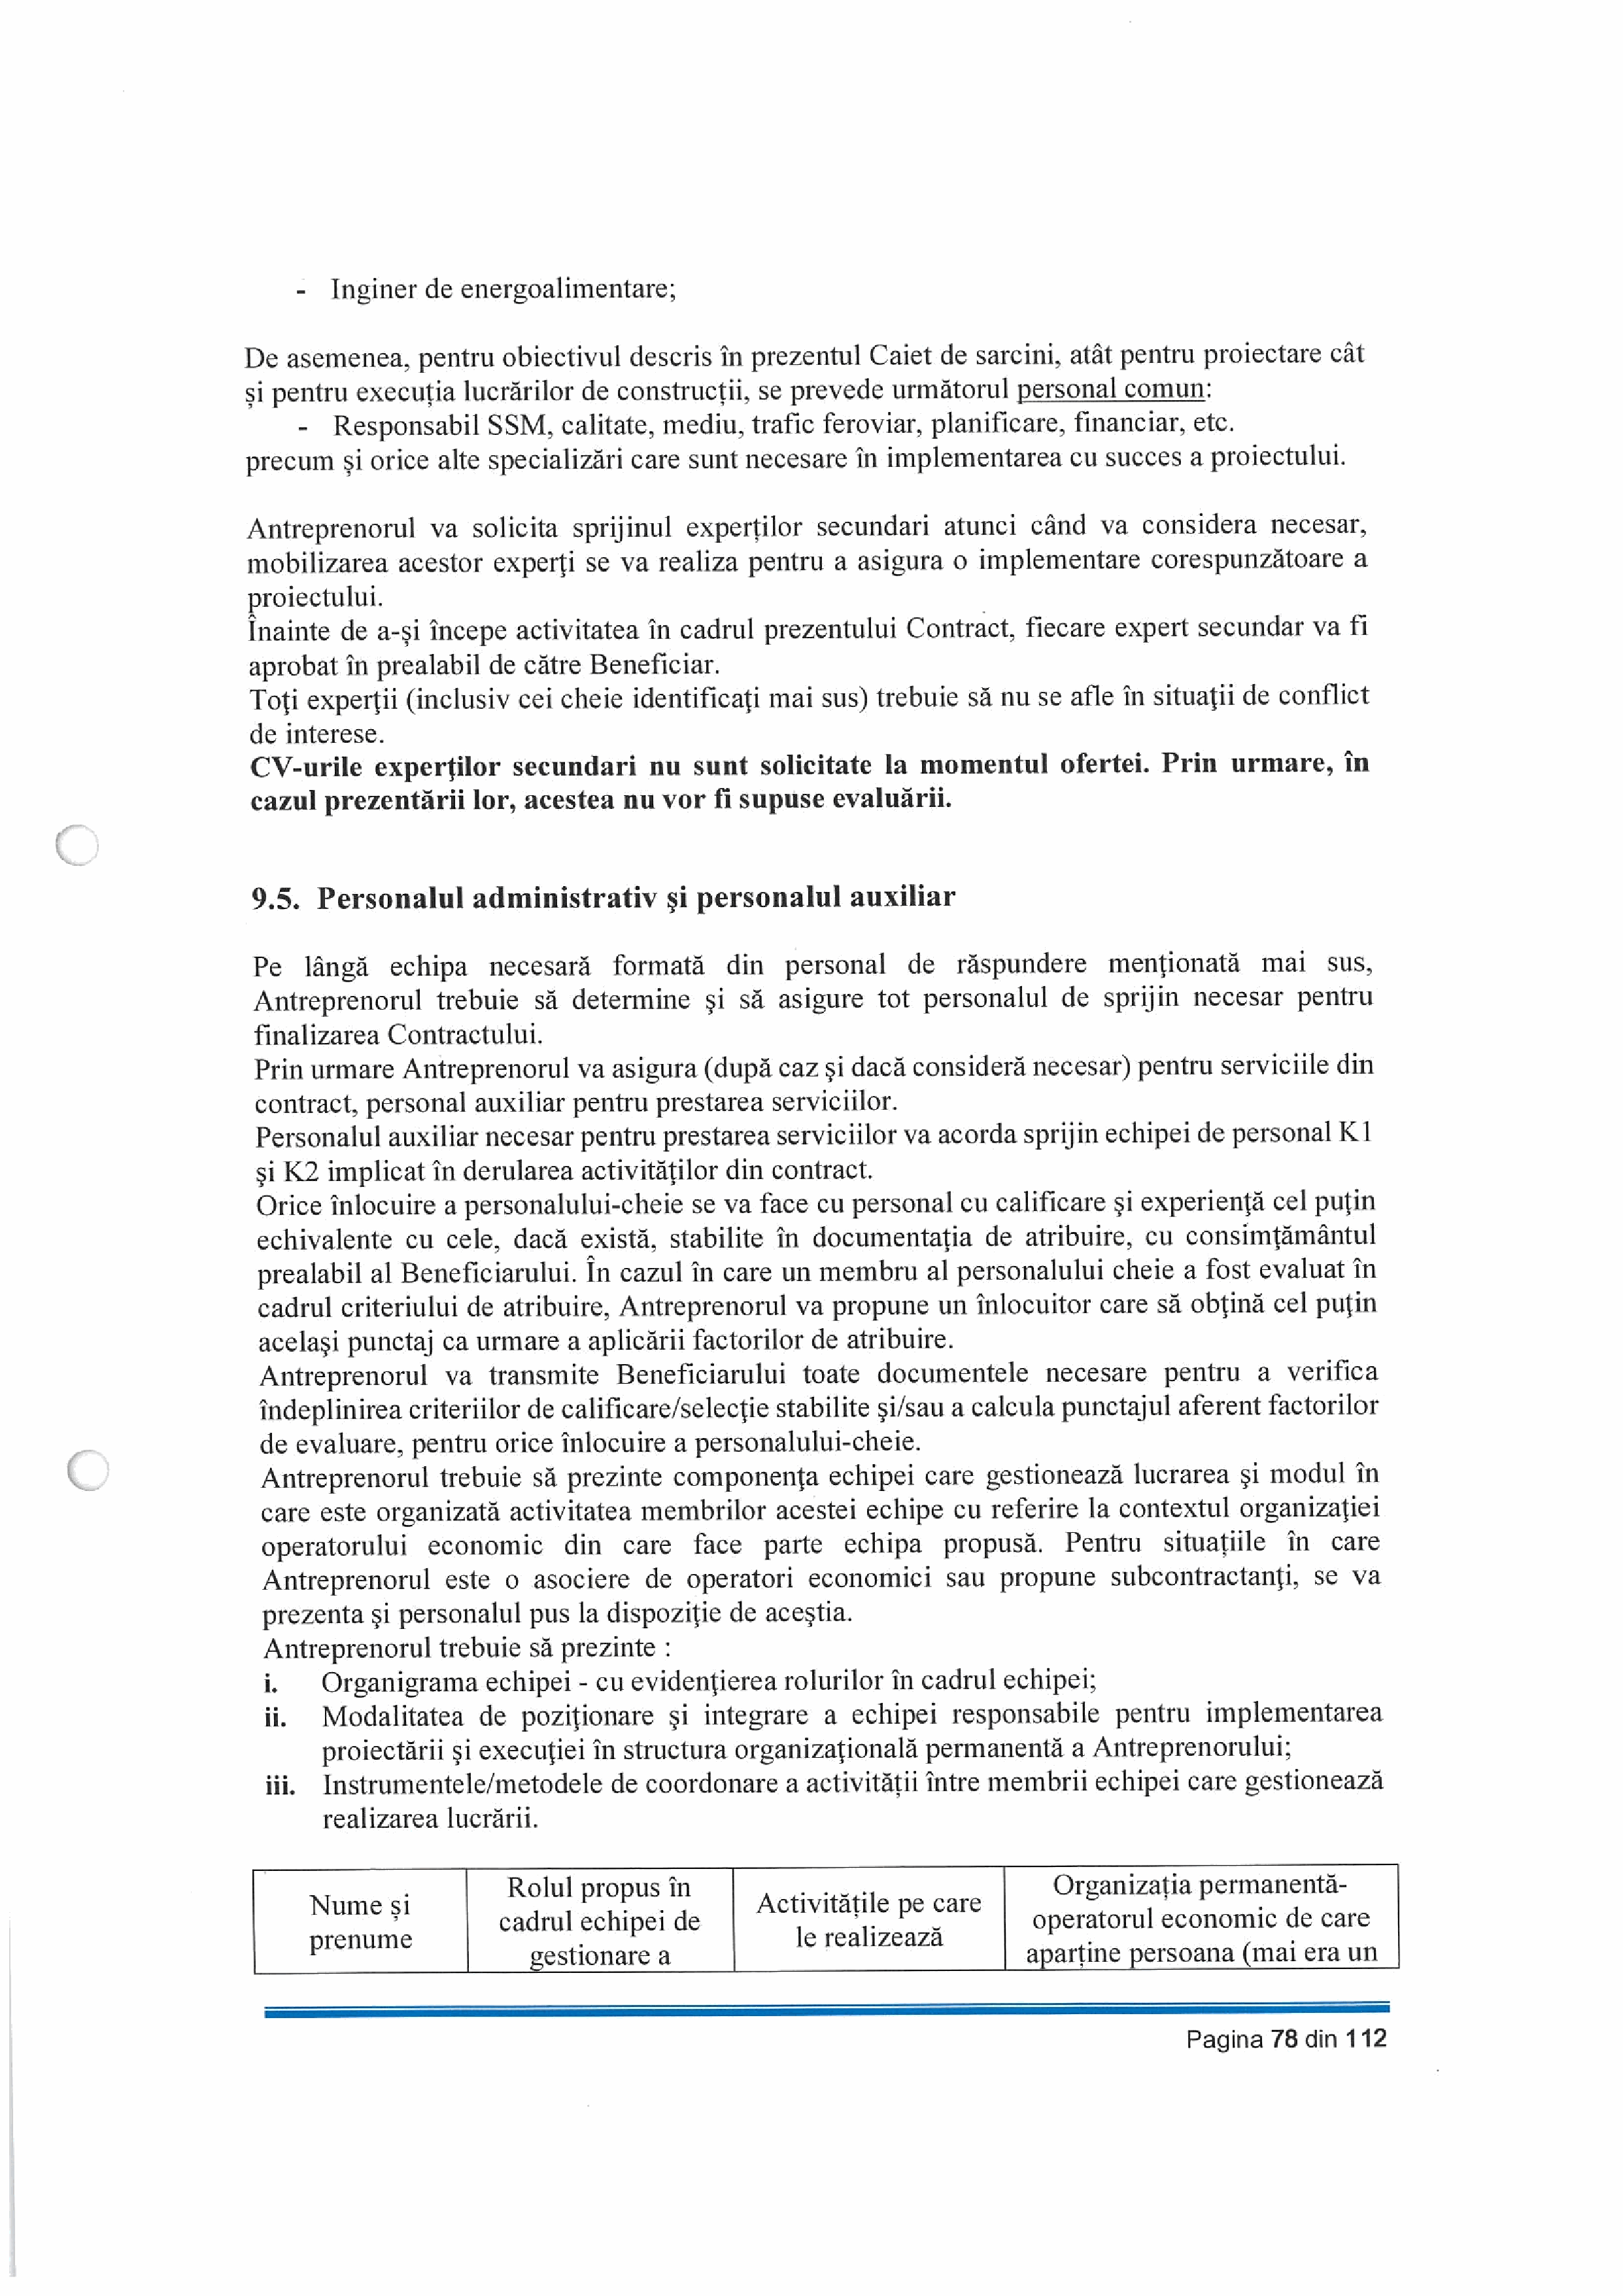 - Inginer de energoalimentare;
De asemenea, pentru obiectivul descris în prezentul Caiet de sarcini, atât pentru proiectare cât
și pentru execuția lucrărilor de construcții, se prevede următorul personal comun:
- Responsabil SSM, calitate, mediu, trafic feroviar, planificare, financiar, etc.
precum și orice alte specializări care sunt necesare în implementarea cu succes a proiectului.
Antreprenorul va solicita sprijinul experților secundari atunci când va considera necesar,
mobilizarea acestor experţi se va realiza pentru a asigura o implementare corespunzătoare a
proiectului.
Înainte de a-și începe activitatea în cadrul prezentului Contract, fiecare expert secundar va fi
aprobat în prealabil de către Beneficiar.
Toţi experţii (inclusiv cei cheie identificaţi mai sus) trebuie să nu se afle în situaţii de conflict
de interese.
CV-urile experţilor secundari nu sunt solicitate la momentul ofertei. Prin urmare, în
cazul prezentării lor, acestea nu vor fi supuse evaluării.
9.5. Personalul administrativ şi personalul auxiliar
Pe lângă echipa necesară formată din personal de răspundere menţionată mai sus,
Antreprenorul trebuie să determine şi să asigure tot personalul de sprijin necesar pentru
finalizarea Contractului.
Prin urmare Antreprenorul va asigura (după caz şi dacă consideră necesar) pentru serviciile din
contract, personal auxiliar pentru prestarea serviciilor.
Personalul auxiliar necesar pentru prestarea serviciilor va acorda sprijin echipei de personal K1
şi K2 implicat în derularea activităţilor din contract.
Orice înlocuire a personalului-cheie se va face cu personal cu calificare şi experienţă cel puţin
echivalente cu cele, dacă există, stabilite în documentaţia de atribuire, cu consimţământul
prealabil al Beneficiarului. În cazul în care un membru al personalului cheie a fost evaluat în
cadrul criteriului de atribuire, Antreprenorul va propune un înlocuitor care să obţină cel puţin
acelaşi punctaj ca urmare a aplicării factorilor de atribuire.
Antreprenorul va transmite Beneficiarului toate documentele necesare pentru a verifica
îndeplinirea criteriilor de calificare/selecţie stabilite şi/sau a calcula punctajul aferent factorilor
de evaluare, pentru orice înlocuire a personalului-cheie.
Antreprenorul trebuie să prezinte componenţa echipei care gestionează lucrarea şi modul în
care este organizată activitatea membrilor acestei echipe cu referire la contextul organizaţiei
operatorului economic din care face parte echipa propusă. Pentru situațiile în care
Antreprenorul este o asociere de operatori economici sau propune subcontractanţi, se va
prezenta şi personalul pus la dispoziţie de aceştia.
Antreprenorul trebuie să prezinte :
i. Organigrama echipei - cu evidenţierea rolurilor în cadrul echipei;
ii. Modalitatea de poziţionare şi integrare a echipei responsabile pentru implementarea
proiectării şi execuţiei în structura organizaţională permanentă a Antreprenorului;
iii. Instrumentele/metodele de coordonare a activităţii între membrii echipei care gestionează
realizarea lucrării.
Nume și
prenume
Rolul propus în
cadrul echipei de
gestionare a
Activitățile pe care
le realizează
Organizația permanentă-
operatorul economic de care
aparține persoana (mai era un
Pagina 78 din 112